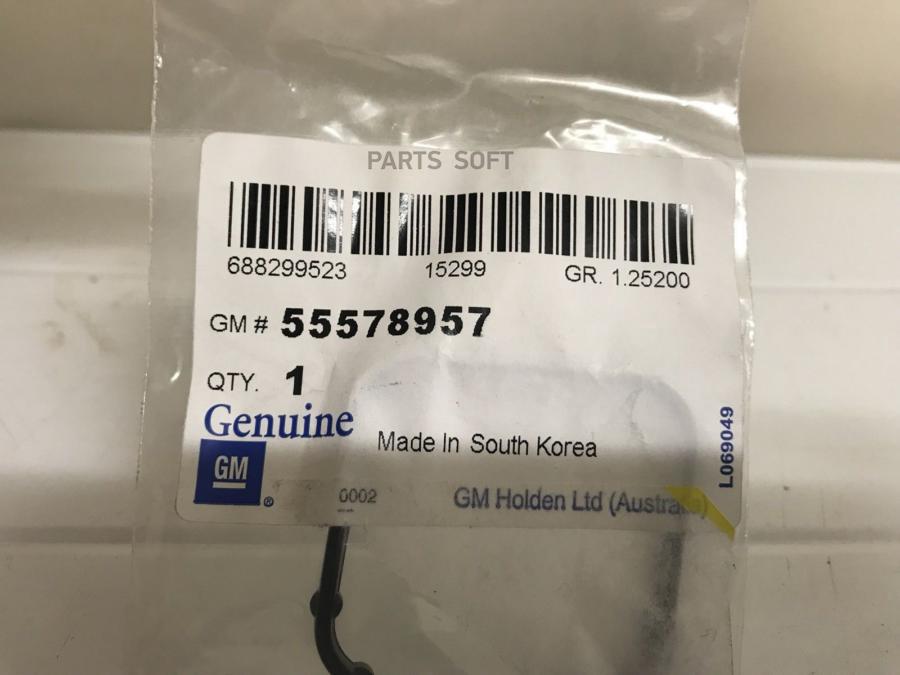 PARTS SOFT
688299523 15299 GR. 1.25200
GM # 55578957
QTY. 1
Genuine
Made In South Korea
GM ®
0002
GM Holden Ltd (Australia)
L069049